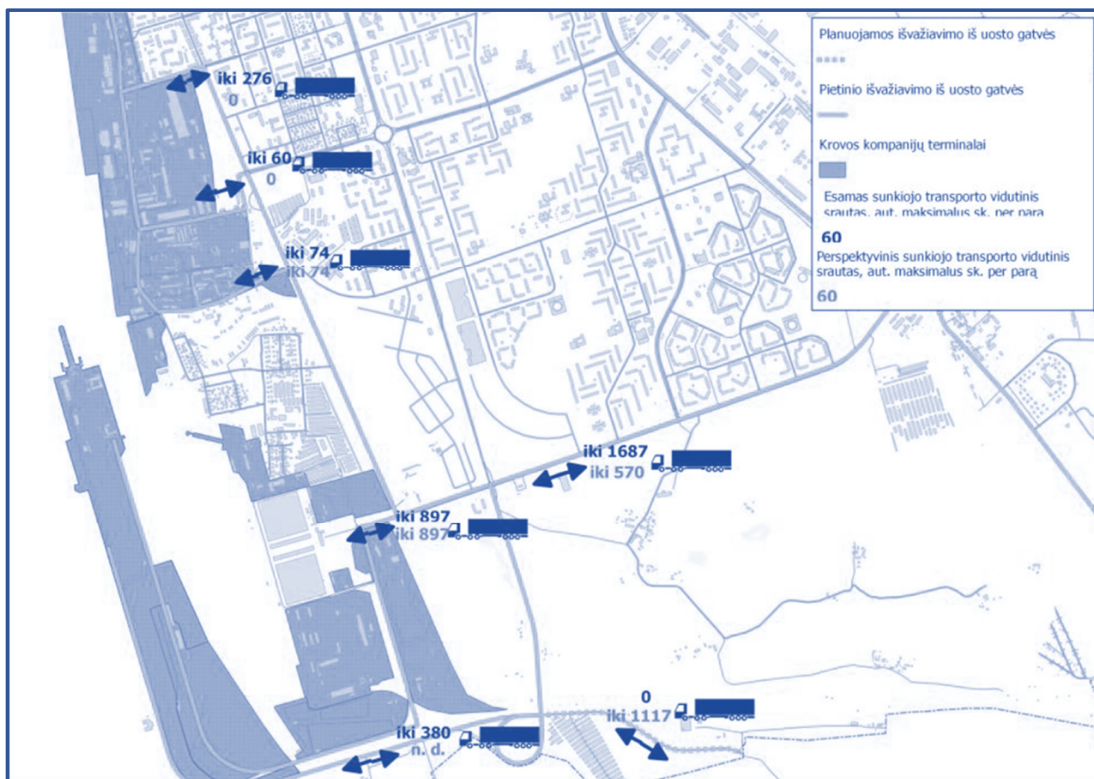 Planuojamos išvažiavimo iš uosto gatvės
Pietinio išvažiavimo iš uosto gatvės
Krovos kompanijų terminalai
Esamas sunkiojo transporto vidutinis
srautas, aut. maksimalus sk. per parą
60
Perspektyvinis sunkiojo transporto vidutinis
srautas, aut. maksimalus sk. per parą
60
iki 276
0
iki 60
0
iki 74
iki 74
iki 1687
iki 570
iki 897
iki 897
0
iki 1117
iki 380
n. d.